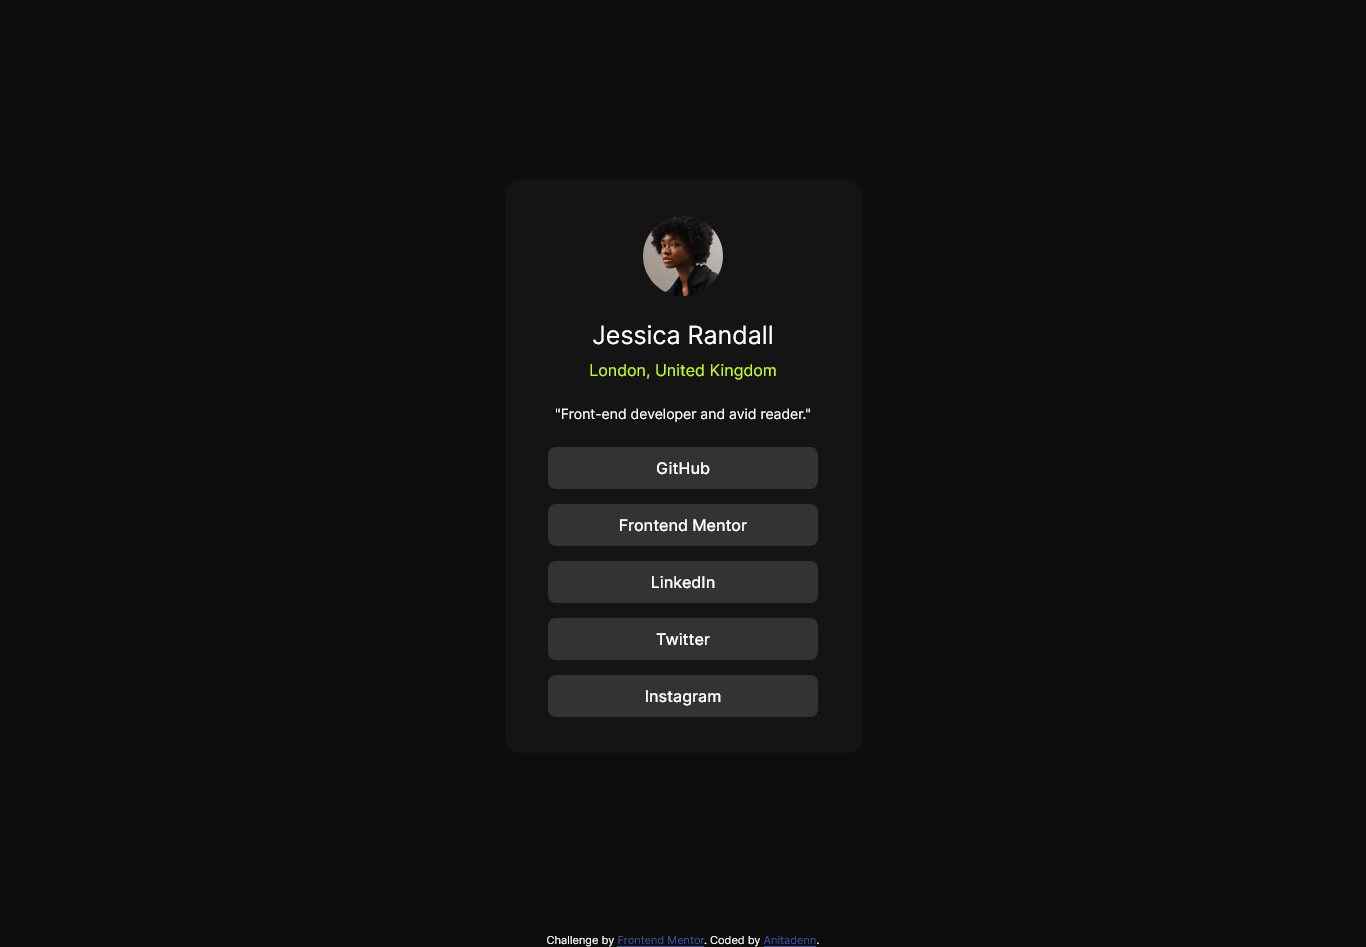 Jessica Randall
London, United Kingdom
"Front-end developer and avid reader."
GitHub
Frontend Mentor
LinkedIn
Twitter
Instagram
Challenge by Frontend Mentor. Coded by Anitadenn.